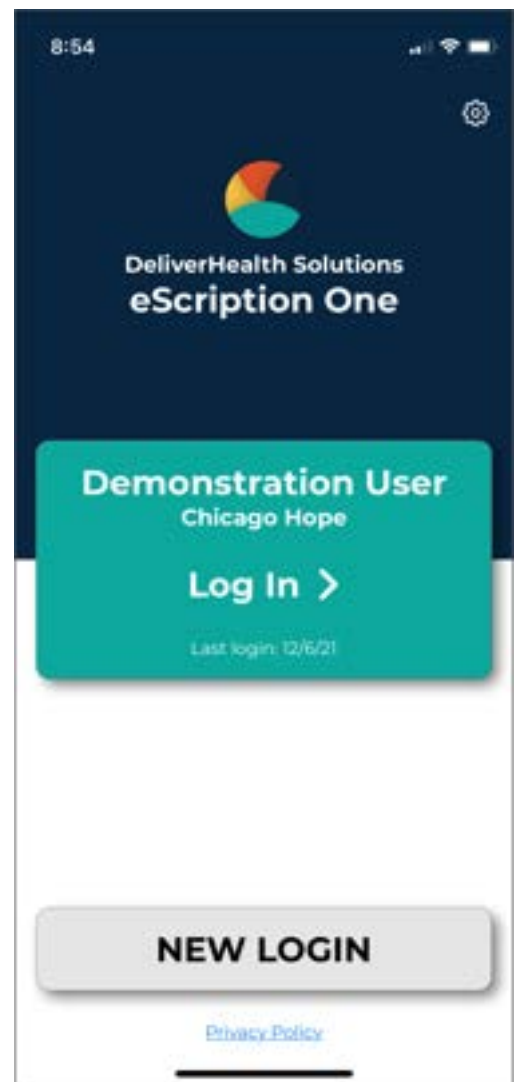 8:54
DeliverHealth Solutions
eScription One
Demonstration User
Chicago Hope
Log In
Last login: 12/6/21
NEW LOGIN
Privacy Policy